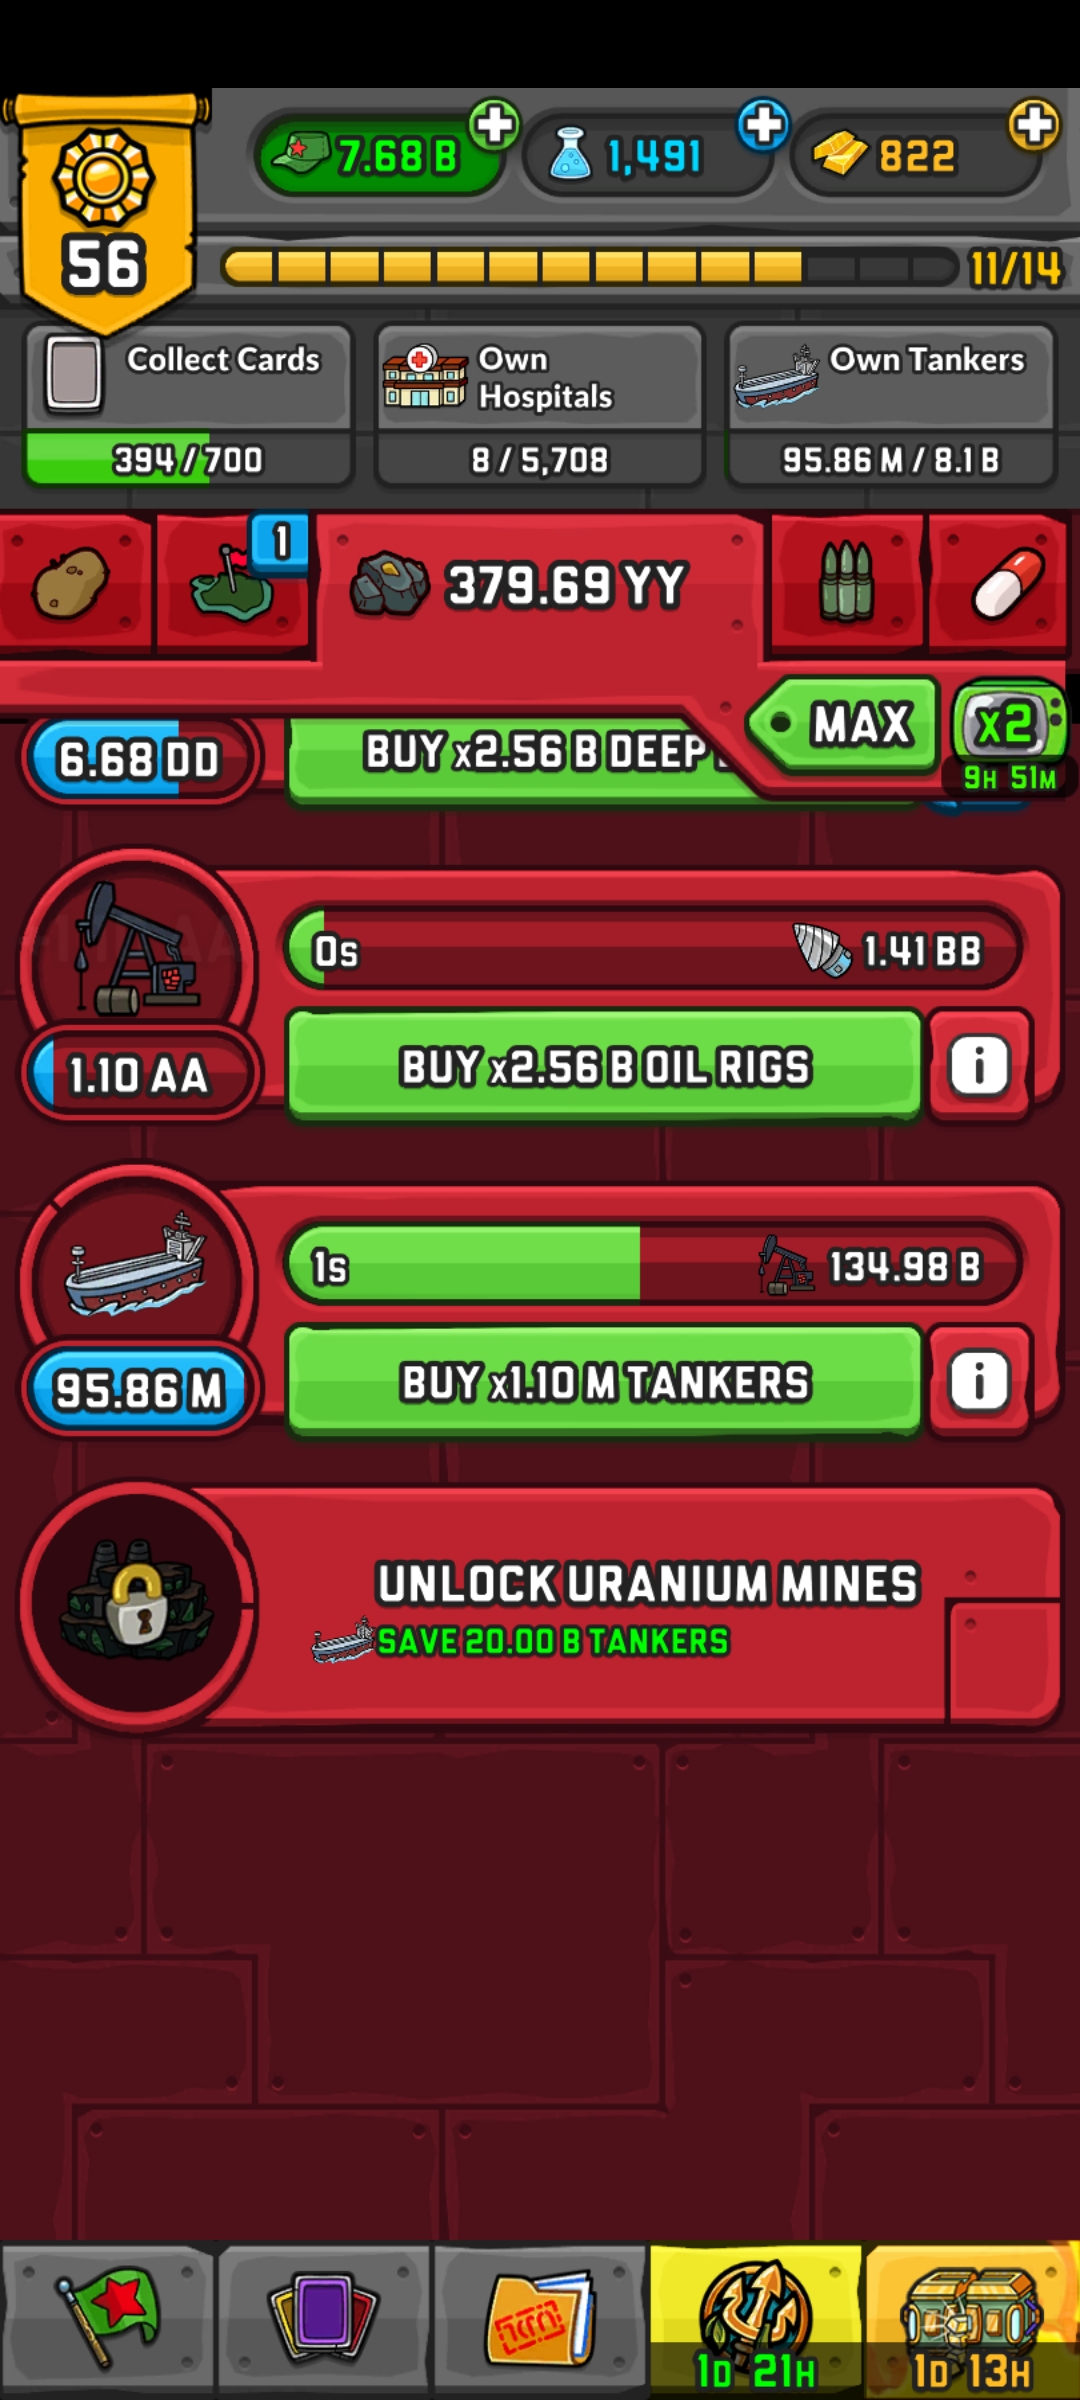 56
7.68 B
1,491
822
11/14
Collect Cards
394 / 700
Own
Hospitals
8 / 5,708
Own Tankers
95.86 M / 8.1 B
1
379.69 YY
MAX
x2
9H 51M
6.68 DD
BUY x2.56 B DEEP
0s
1.41 BB
1.10 AA
BUY x2.56 B OIL RIGS
i
1s
134.98 B
95.86 M
BUY x1.10 M TANKERS
i
UNLOCK URANIUM MINES
SAVE 20.00 B TANKERS
1D 21H
1D 13H